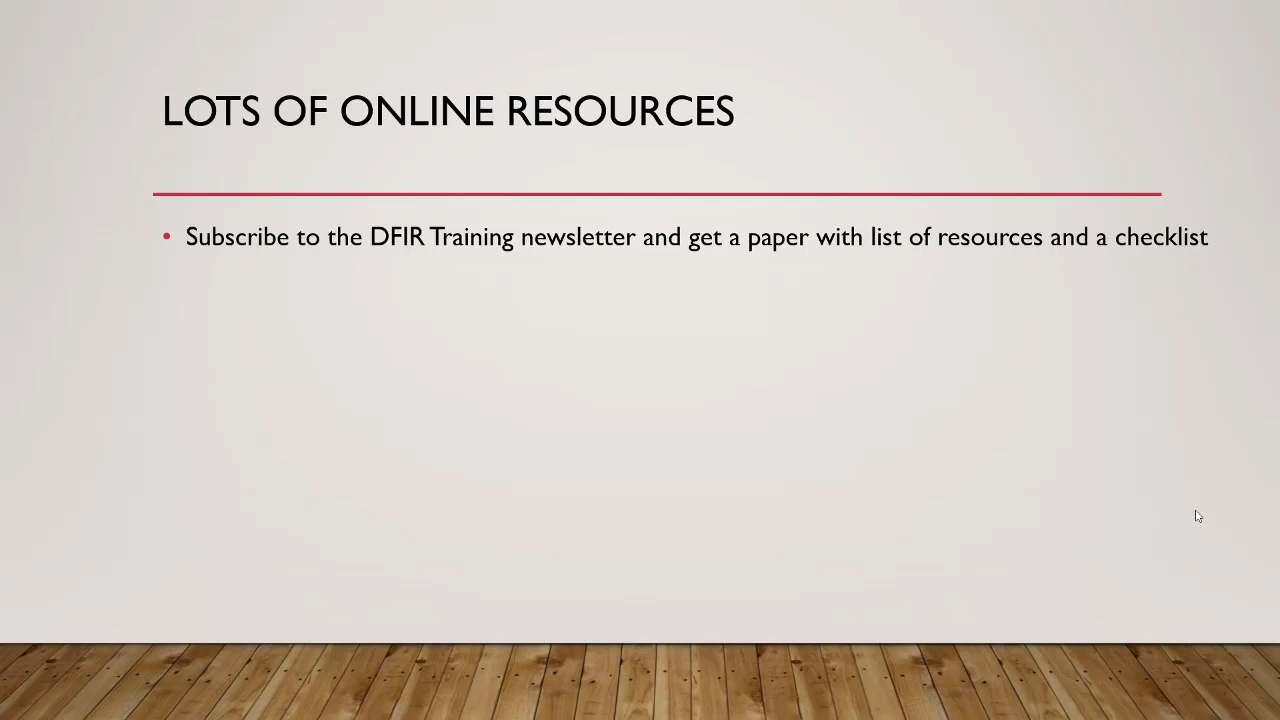 LOTS OF ONLINE RESOURCES
• Subscribe to the DFIR Training newsletter and get a paper with list of resources and a checklist